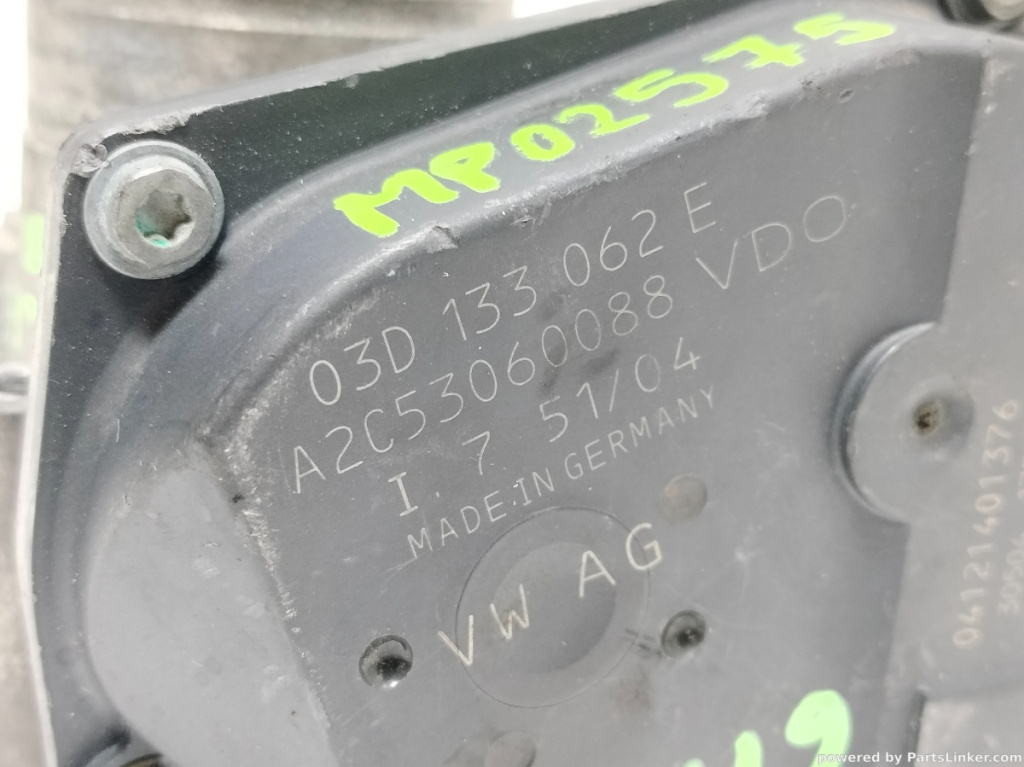 MP02575
03D 133 062 E
A2C53060088 VDO
I. 7 51/04
MADE IN GERMANY
VW AG
04121401376
powered by PartsLinker.com